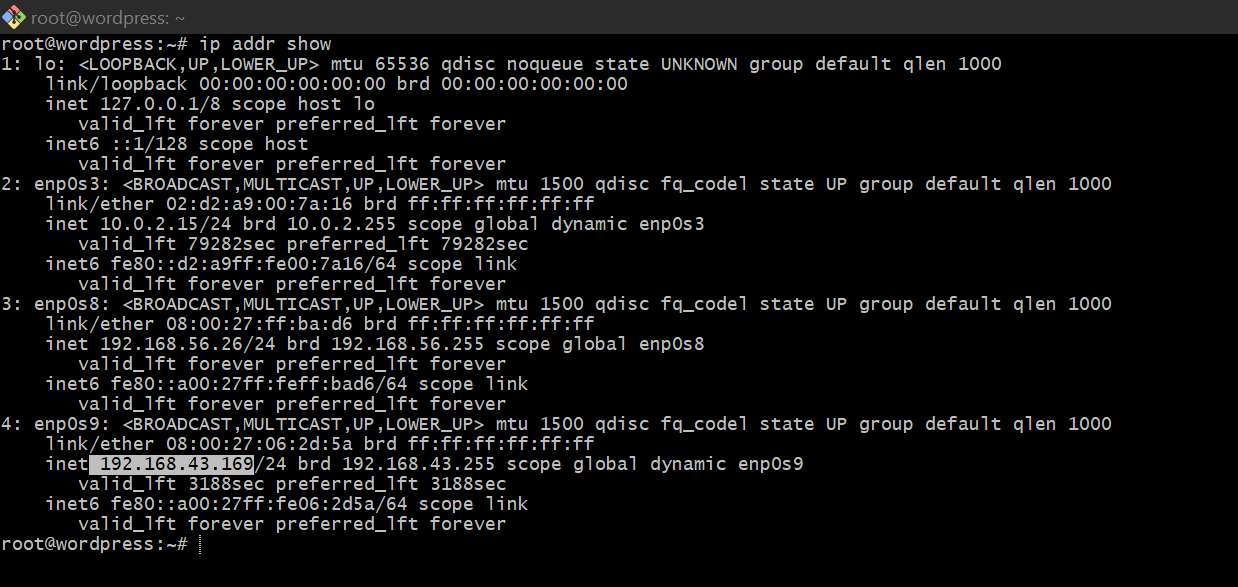 root@wordpress: ~
root@wordpress:~# ip addr show
1: lo: <LOOPBACK,UP,LOWER_UP> mtu 65536 qdisc noqueue state UNKNOWN group default qlen 1000
    link/loopback 00:00:00:00:00:00 brd 00:00:00:00:00:00
    inet 127.0.0.1/8 scope host lo
       valid_lft forever preferred_lft forever
    inet6 ::1/128 scope host
       valid_lft forever preferred_lft forever
2: enp0s3: <BROADCAST,MULTICAST,UP,LOWER_UP> mtu 1500 qdisc fq_codel state UP group default qlen 1000
    link/ether 02:d2:a9:00:7a:16 brd ff:ff:ff:ff:ff:ff
    inet 10.0.2.15/24 brd 10.0.2.255 scope global dynamic enp0s3
       valid_lft 79282sec preferred_lft 79282sec
    inet6 fe80::d2:a9ff:fe00:7a16/64 scope link
       valid_lft forever preferred_lft forever
3: enp0s8: <BROADCAST,MULTICAST,UP,LOWER_UP> mtu 1500 qdisc fq_codel state UP group default qlen 1000
    link/ether 08:00:27:ff:ba:d6 brd ff:ff:ff:ff:ff:ff
    inet 192.168.56.26/24 brd 192.168.56.255 scope global enp0s8
       valid_lft forever preferred_lft forever
    inet6 fe80::a00:27ff:feff:bad6/64 scope link
       valid_lft forever preferred_lft forever
4: enp0s9: <BROADCAST,MULTICAST,UP,LOWER_UP> mtu 1500 qdisc fq_codel state UP group default qlen 1000
    link/ether 08:00:27:06:2d:5a brd ff:ff:ff:ff:ff:ff
    inet 192.168.43.169/24 brd 192.168.43.255 scope global dynamic enp0s9
       valid_lft 3188sec preferred_lft 3188sec
    inet6 fe80::a00:27ff:fe06:2d5a/64 scope link
       valid_lft forever preferred_lft forever
root@wordpress:~#